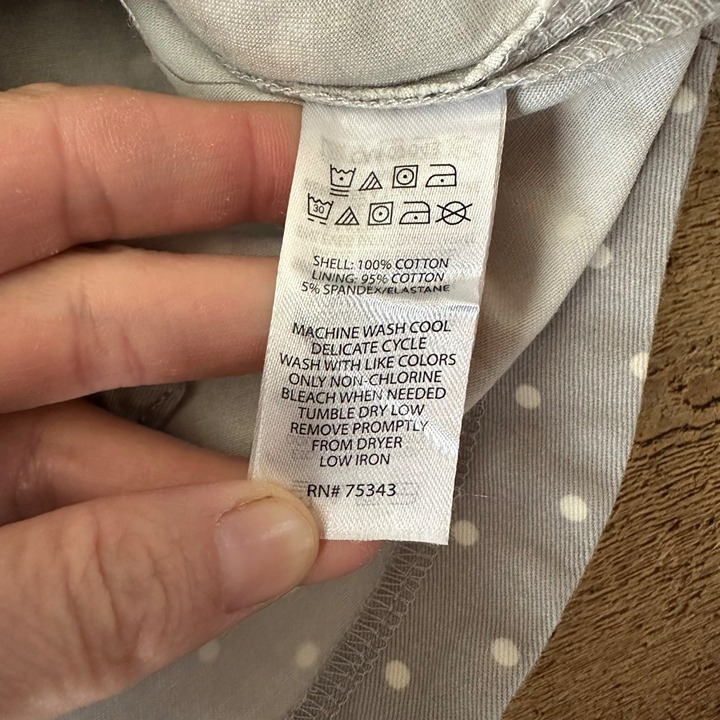 30
SHELL: 100% COTTON
LINING: 95% COTTON
5% SPANDEX/ELASTANE
MACHINE WASH COOL
DELICATE CYCLE
WASH WITH LIKE COLORS
ONLY NON-CHLORINE
BLEACH WHEN NEEDED
TUMBLE DRY LOW
REMOVE PROMPTLY
FROM DRYER
LOW IRON
RN# 75343